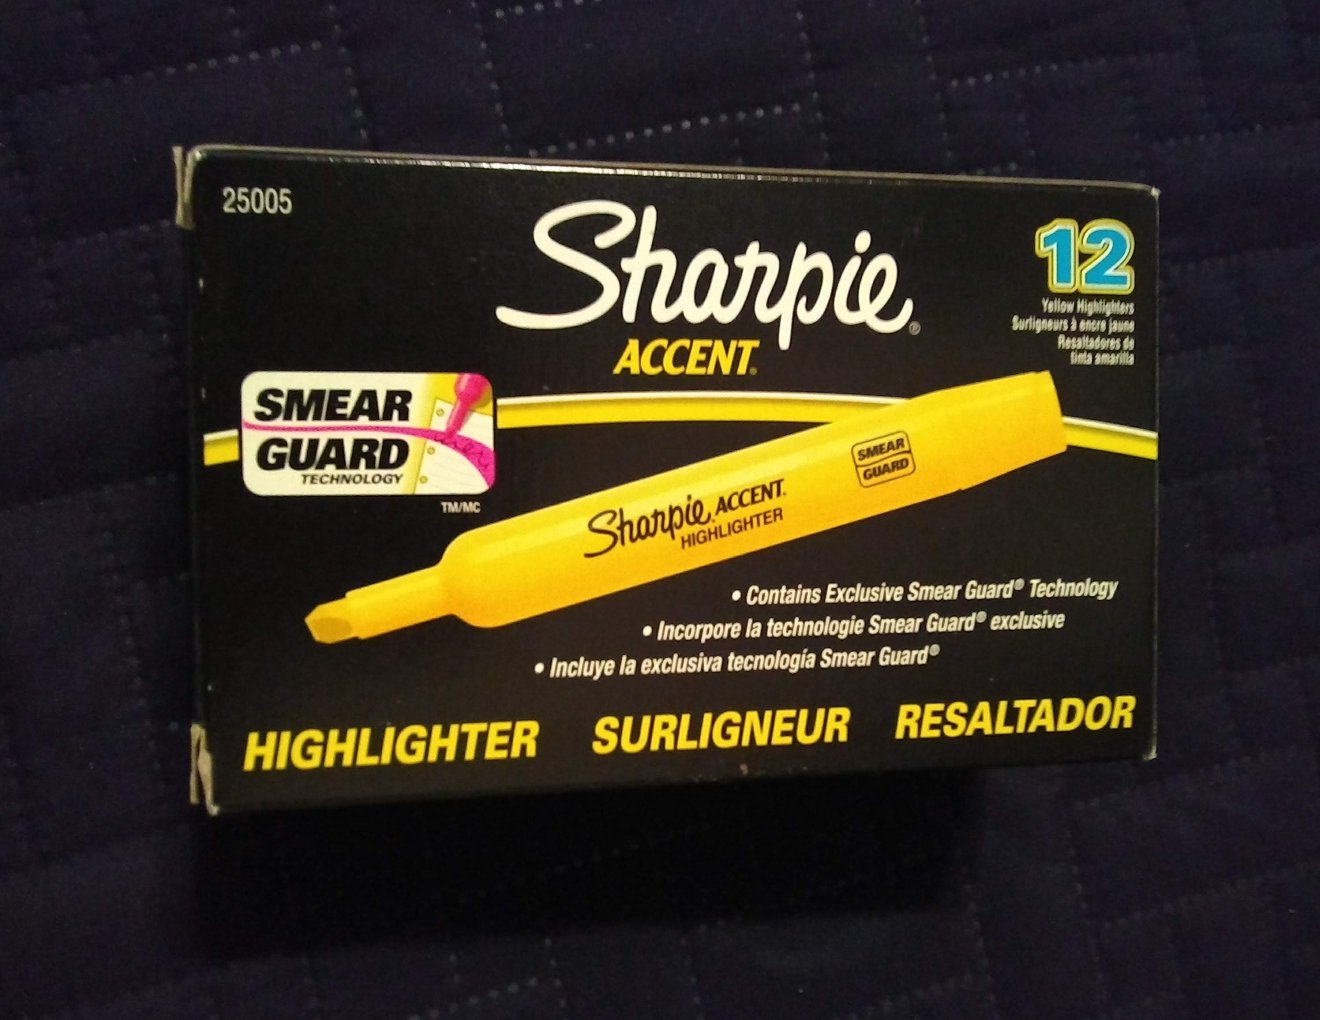 25005
Sharpie®
ACCENT®
12
Yellow Highlighters
Surligneurs à encre jaune
Resaltadores de
tinta amarilla
SMEAR
GUARD
TECHNOLOGY
TM/MC
Sharpie® ACCENT®
HIGHLIGHTER
SMEAR
GUARD
• Contains Exclusive Smear Guard® Technology
• Incorpore la technologie Smear Guard® exclusive
• Incluye la exclusiva tecnología Smear Guard®
HIGHLIGHTER SURLIGNEUR RESALTADOR